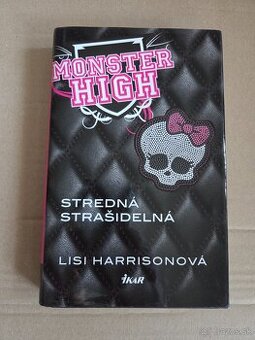 MONSTER
HIGH
STREDNÁ
STRAŠIDELNÁ
LISI HARRISONOVÁ
IKAR